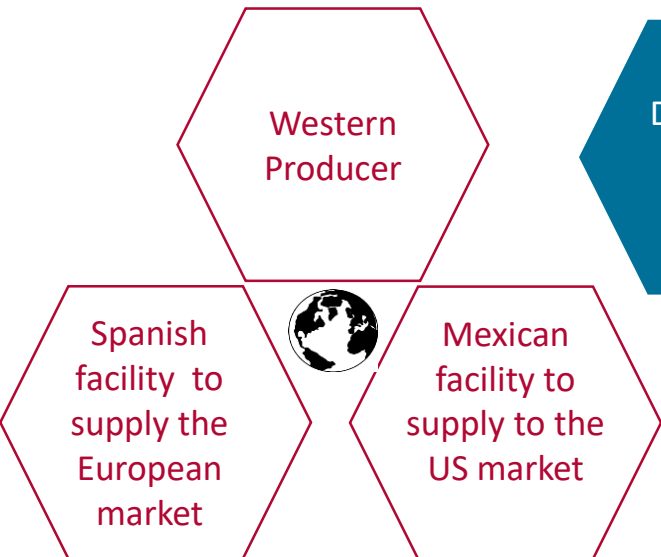 Western
Producer
D
Spanish
facility to
supply the
European
market
Mexican
facility to
supply to the
US market